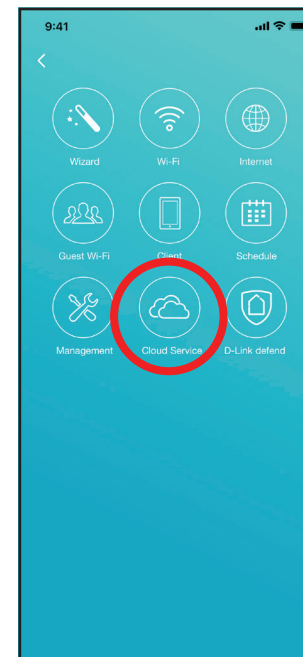 9:41
Wizard Wi-Fi Internet
Guest Wi-Fi Client Schedule
Management Cloud Service D-Link defend